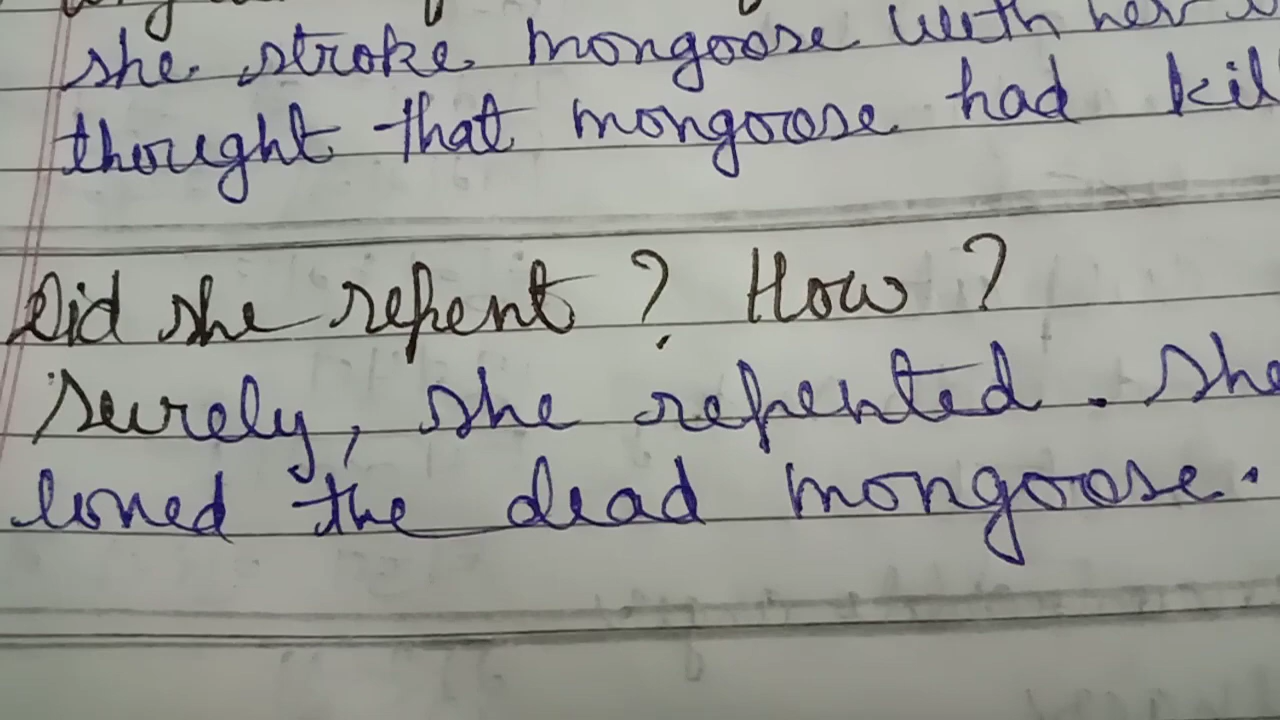 she stroke mongoose with her
thought that mongoose had
Did she repent ? How ?
Surely, she repented. She
loved the dead mongoose.